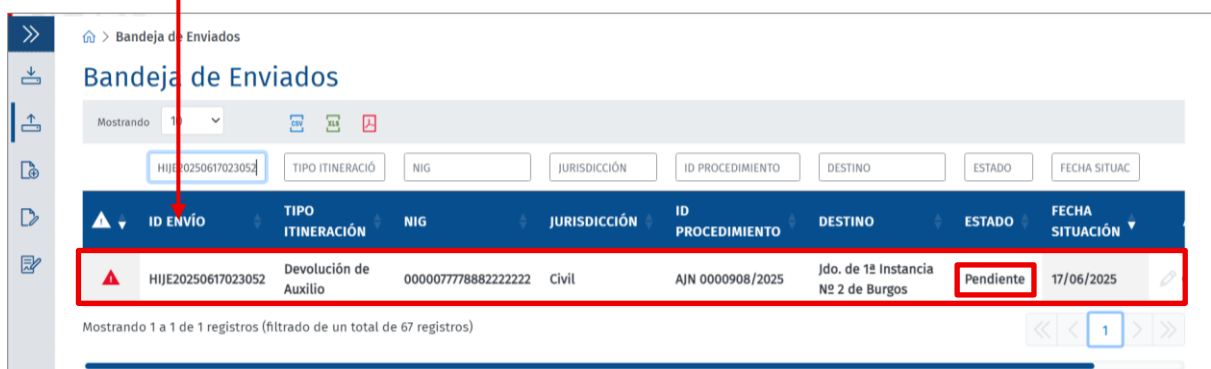 > Bandeja de Enviados
Bandeja de Enviados
Mostrando 10
CSV XLS
HIJE20250617023052 TIPO ITINERACIÓ NIG JURISDICCIÓN ID PROCEDIMIENTO DESTINO ESTADO FECHA SITUAC
ID ENVÍO TIPO ITINERACIÓN NIG JURISDICCIÓN ID PROCEDIMIENTO DESTINO ESTADO FECHA SITUACIÓN
HIJE20250617023052 Devolución de Auxilio 0000077778882222222 Civil AJN 0000908/2025 Jdo. de 1ª Instancia Nº 2 de Burgos Pendiente 17/06/2025
Mostrando 1 a 1 de 1 registros (filtrado de un total de 67 registros)
1